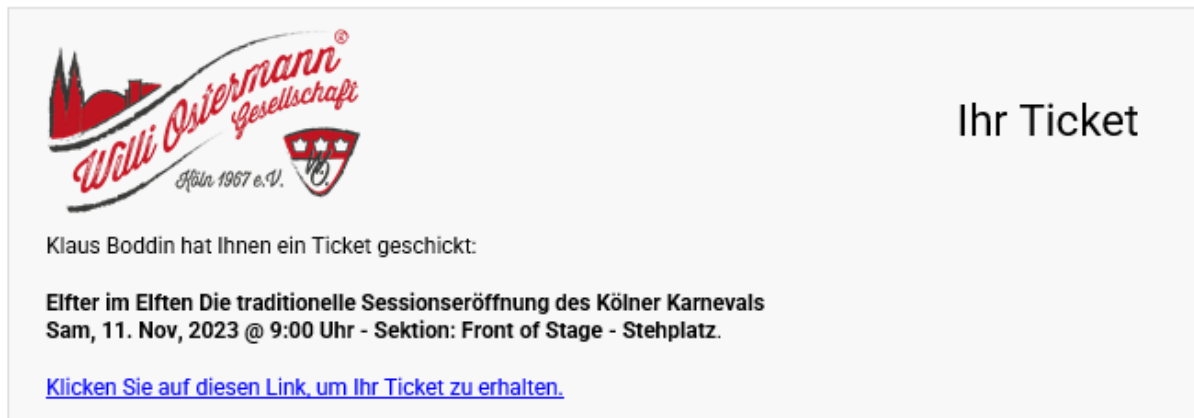 Willi Ostermann®
Gesellschaft
Köln 1967 e.V.
W.O.
Ihr Ticket
Klaus Boddin hat Ihnen ein Ticket geschickt:
Elfter im Elften Die traditionelle Sessionseröffnung des Kölner Karnevals
Sam, 11. Nov, 2023 @ 9:00 Uhr - Sektion: Front of Stage - Stehplatz.
Klicken Sie auf diesen Link, um Ihr Ticket zu erhalten.